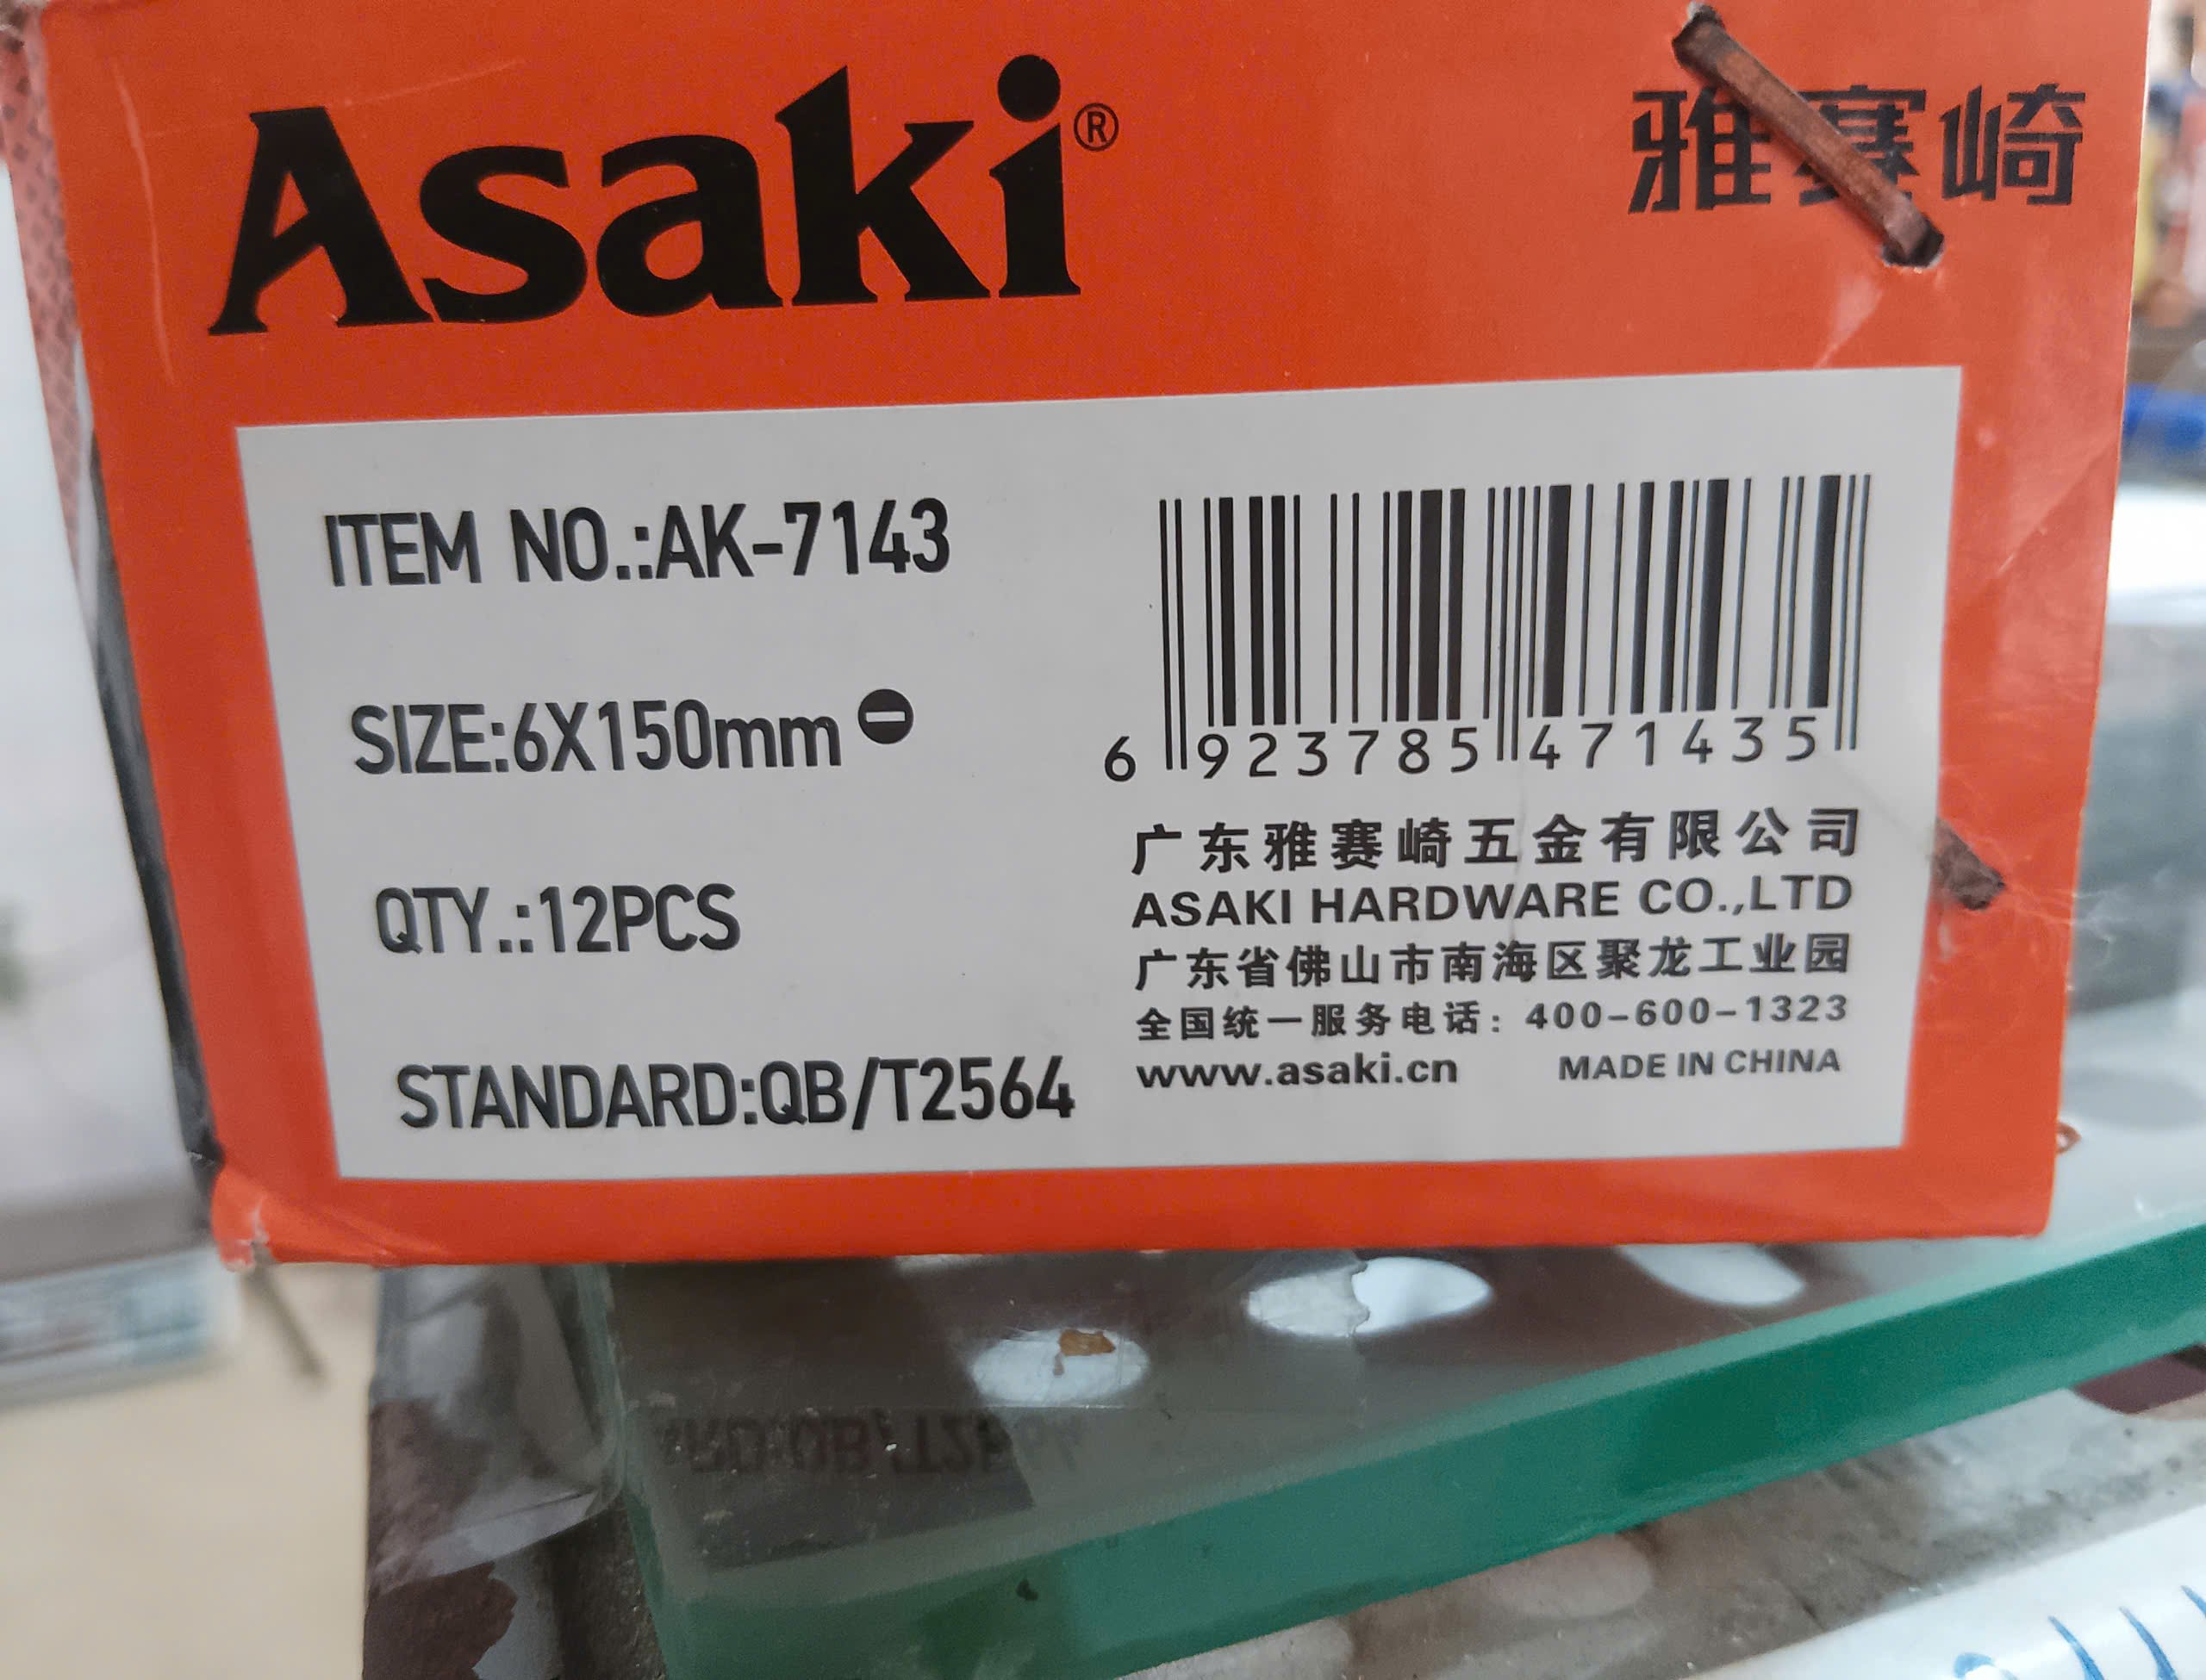 Asaki®
雅赛崎
ITEM NO.:AK-7143
SIZE:6X150mm
QTY.:12PCS
STANDARD:QB/T2564
6 923785 471435
广东雅赛崎五金有限公司
ASAKI HARDWARE CO.,LTD
广东省佛山市南海区聚龙工业园
全国统一服务电话：400-600-1323
www.asaki.cn MADE IN CHINA